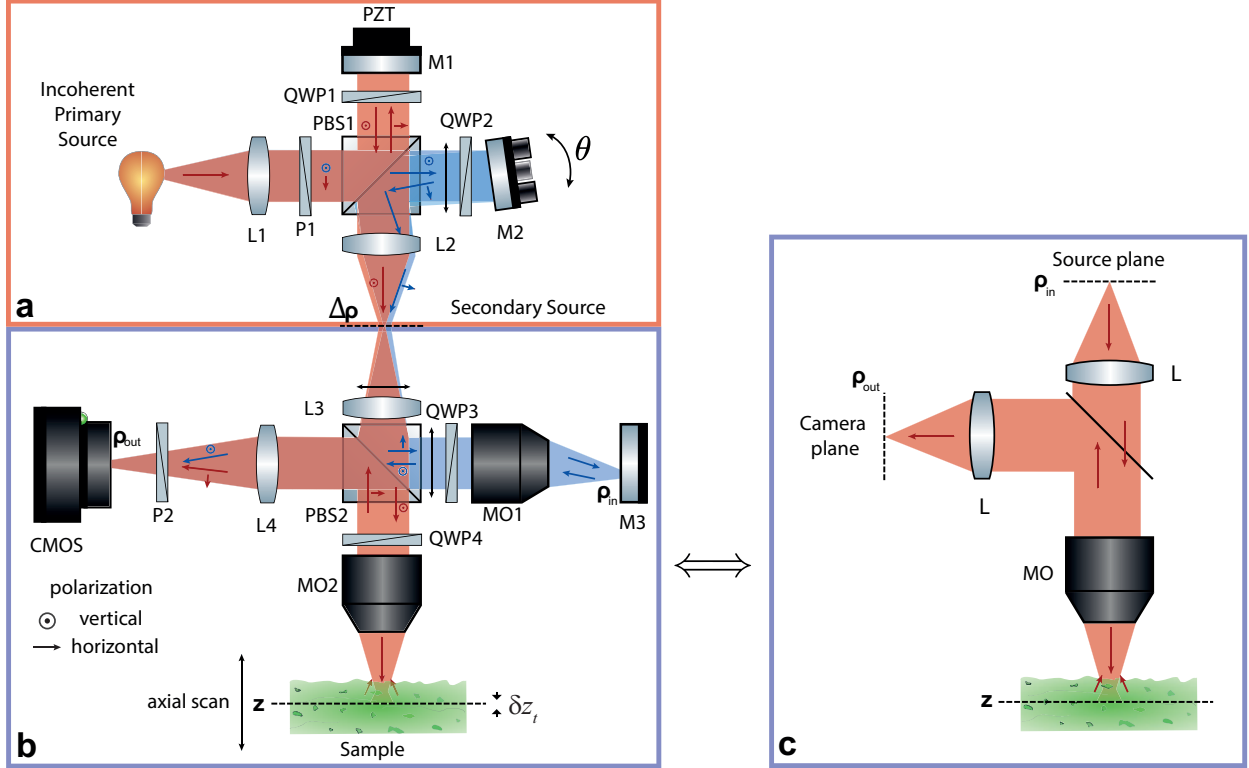 PZT
M1
Incoherent
Primary
Source
QWP1
PBS1
QWP2
θ
L1
P1
L2
M2
a
Δρ
Secondary Source
L3
QWP3
ρout
ρin
P2
L4
PBS2
MO1
M3
CMOS
QWP4
polarization
vertical
horizontal
MO2
axial scan
z
δzt
Sample
b
Source plane
ρin
L
ρout
Camera
plane
L
MO
z
c